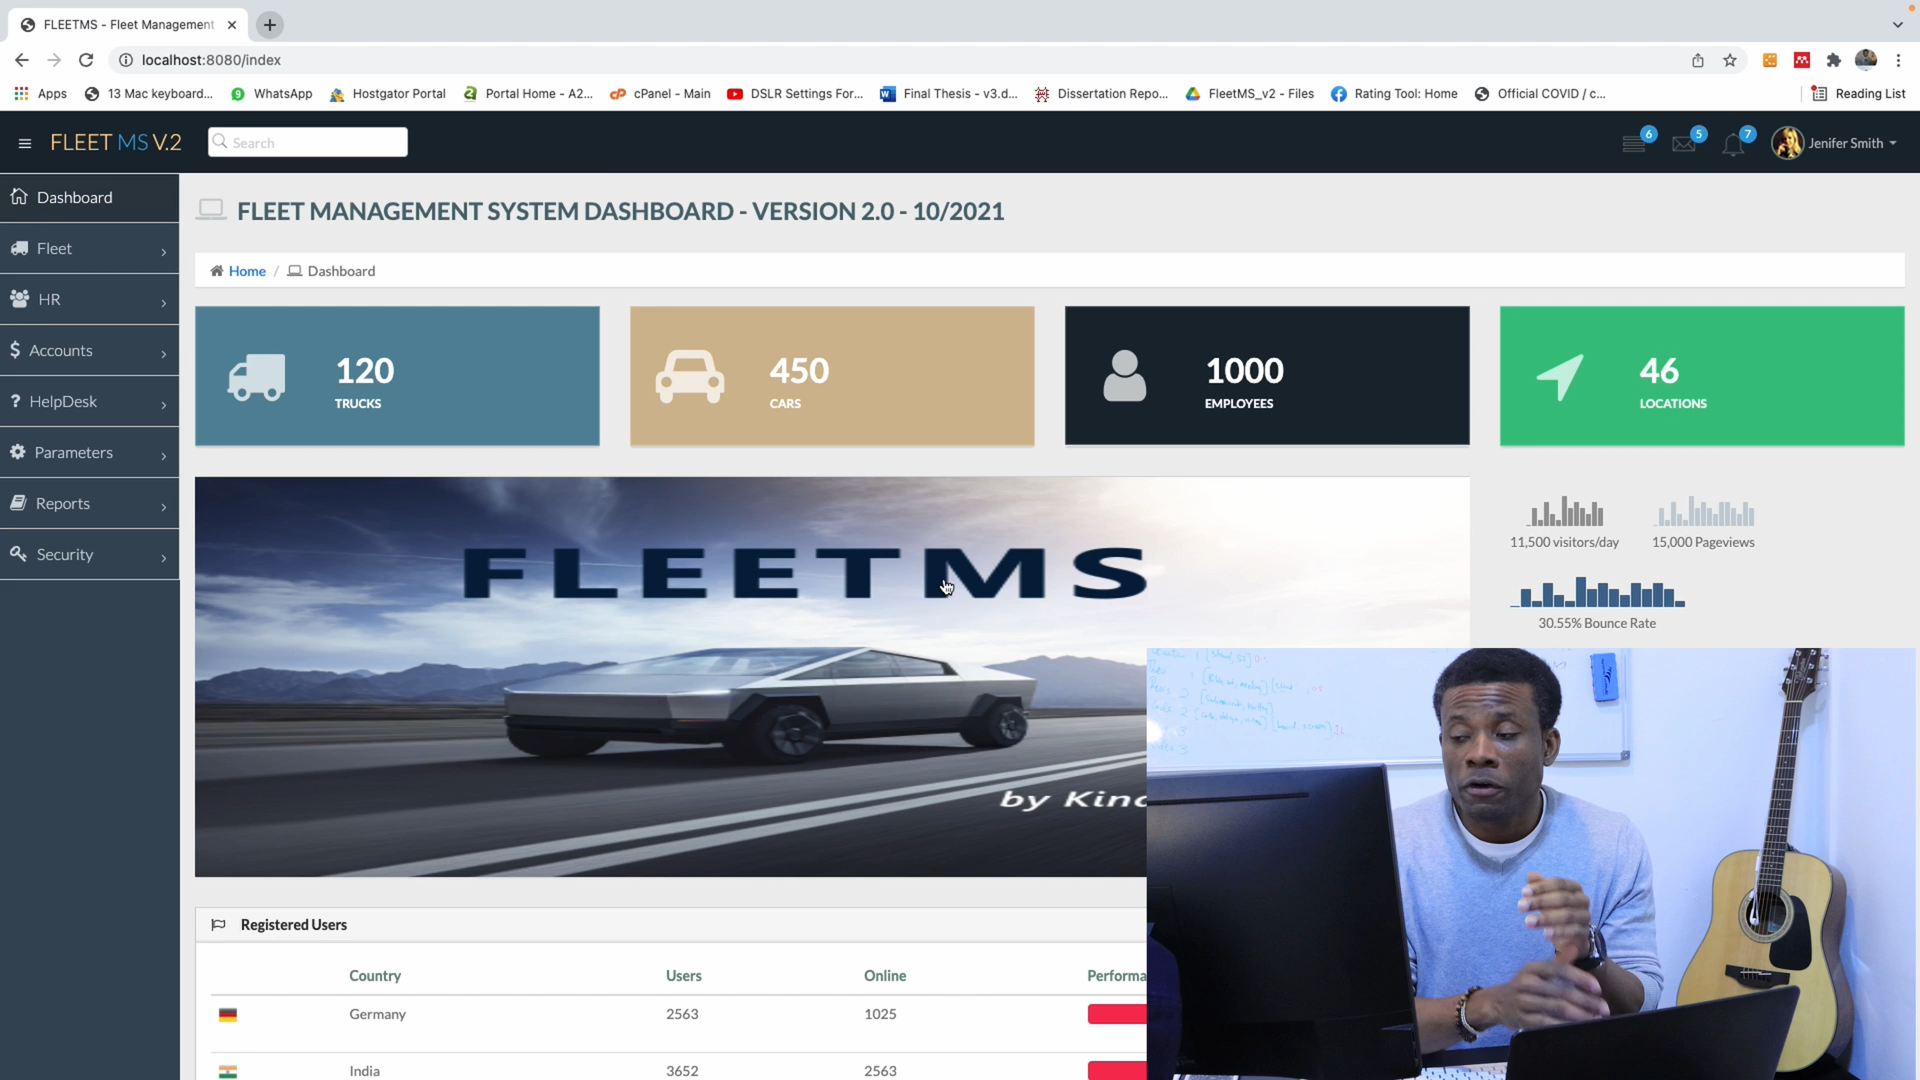 FLEETMS - Fleet Management
localhost:8080/index
Apps
13 Mac keyboard...
WhatsApp
Hostgator Portal
Portal Home - A2...
cPanel - Main
DSLR Settings For...
Final Thesis - v3.d...
Dissertation Repo...
FleetMS_v2 - Files
Rating Tool: Home
Official COVID / c...
Reading List
FLEET MS V.2
Search
6
5
7
Jenifer Smith
Dashboard
Fleet
HR
Accounts
HelpDesk
Parameters
Reports
Security
FLEET MANAGEMENT SYSTEM DASHBOARD - VERSION 2.0 - 10/2021
Home / Dashboard
120
TRUCKS
450
CARS
1000
EMPLOYEES
46
LOCATIONS
FLEETMS
by Kind
11,500 visitors/day
15,000 Pageviews
30.55% Bounce Rate
Registered Users
Country Users Online Performa
Germany 2563 1025
India 3652 2563